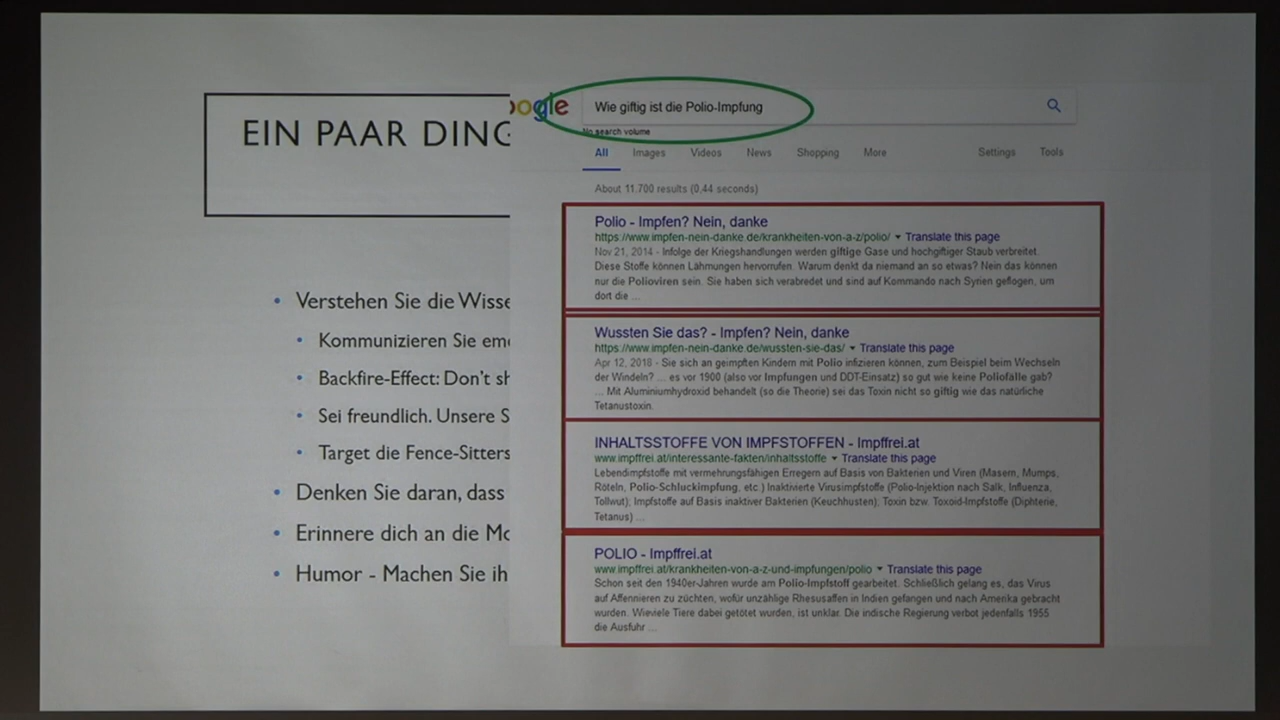 EIN PAAR DING
Verstehen Sie die Wisse
Kommunizieren Sie em
Backfire-Effect: Don't sh
Sei freundlich. Unsere S
Target die Fence-Sitters
Denken Sie daran, dass
Erinnere dich an die Mo
Humor - Machen Sie ih
oogle
Wie giftig ist die Polio-Impfung
No search volume
All Images Videos News Shopping More Settings Tools
About 11.700 results (0.44 seconds)
Polio - Impfen? Nein, danke
https://www.impfen-nein-danke.de/krankheiten-von-a-z/polio/ Translate this page
Nov 21, 2014 - Infolge der Kriegshandlungen werden giftige Gase und hochgiftiger Staub verbreitet.
Diese Stoffe können Lähmungen hervorrufen. Warum denkt da niemand an so etwas? Nein das können
nur die Polioviren sein. Sie haben sich verabredet und sind auf Kommando nach Syrien geflogen, um
dort die ...
Wussten Sie das? - Impfen? Nein, danke
https://www.impfen-nein-danke.de/wussten-sie-das/ Translate this page
Apr 12, 2018 - Sie sich an geimpften Kindern mit Polio infizieren können, zum Beispiel beim Wechseln
der Windeln? ... es vor 1900 (also vor Impfungen und DDT-Einsatz) so gut wie keine Poliofälle gab?
... Mit Aluminiumhydroxid behandelt (so die Theorie) sei das Toxin nicht so giftig wie das natürliche
Tetanustoxin.
INHALTSSTOFFE VON IMPFSTOFFEN - Impffrei.at
www.impffrei.at/interessante-fakten/inhaltsstoffe Translate this page
Lebendimpfstoffe mit vermehrungsfähigen Erregern auf Basis von Bakterien und Viren (Masern, Mumps,
Röteln, Polio-Schluckimpfung, etc.) Inaktivierte Virusimpfstoffe (Polio-Injektion nach Salk, Influenza,
Tollwut); Impfstoffe auf Basis inaktiver Bakterien (Keuchhusten); Toxin bzw. Toxoid-Impfstoffe (Diphterie,
Tetanus) ...
POLIO - Impffrei.at
www.impffrei.at/krankheiten-von-a-z-und-impfungen/polio Translate this page
Schon seit den 1940er-Jahren wurde am Polio-Impfstoff gearbeitet. Schließlich gelang es, das Virus
auf Affennieren zu züchten, wofür unzählige Rhesusaffen in Indien gefangen und nach Amerika gebracht
wurden. Wieviele Tiere dabei getötet wurden, ist unklar. Die indische Regierung verbot jedenfalls 1955
die Ausfuhr ...